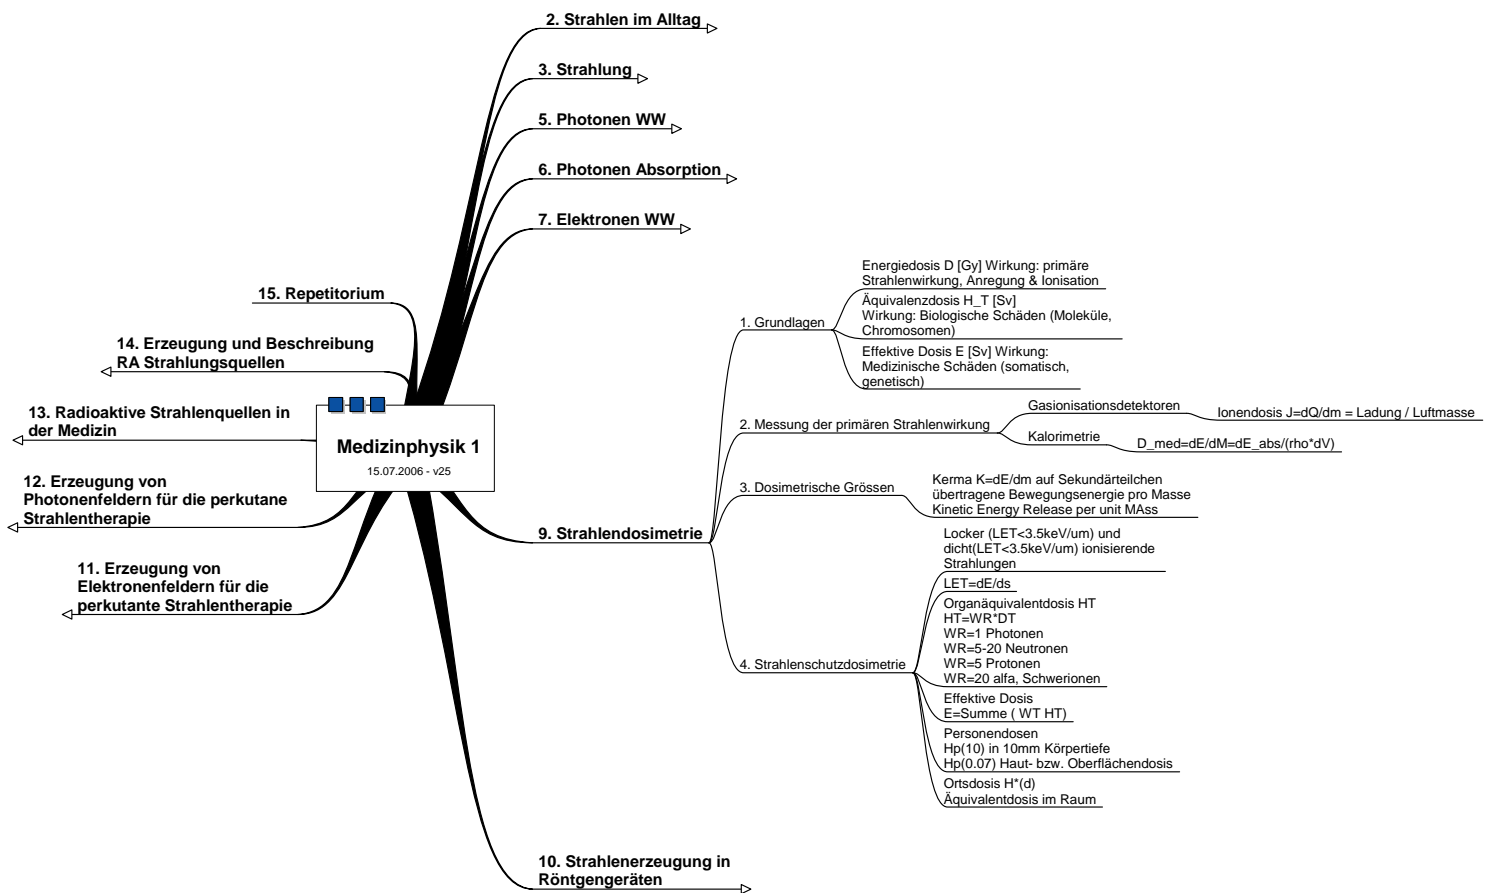 2. Strahlen im Alltag
3. Strahlung
5. Photonen WW
6. Photonen Absorption
7. Elektronen WW
15. Repetitorium
14. Erzeugung und Beschreibung
RA Strahlungsquellen
13. Radioaktive Strahlenquellen in
der Medizin
12. Erzeugung von
Photonenfeldern für die perkutane
Strahlentherapie
11. Erzeugung von
Elektronenfeldern für die
perkutante Strahlentherapie
Medizinphysik 1
15.07.2006 - v25
9. Strahlendosimetrie
1. Grundlagen
Energiedosis D [Gy] Wirkung: primäre
Strahlenwirkung, Anregung & Ionisation
Äquivalenzdosis H_T [Sv]
Wirkung: Biologische Schäden (Moleküle,
Chromosomen)
Effektive Dosis E [Sv] Wirkung:
Medizinische Schäden (somatisch,
genetisch)
2. Messung der primären Strahlenwirkung
Gasionisationsdetektoren
Ionendosis J=dQ/dm = Ladung / Luftmasse
Kalorimetrie
D_med=dE/dM=dE_abs/(rho*dV)
3. Dosimetrische Grössen
Kerma K=dE/dm auf Sekundärteilchen
übertragene Bewegungsenergie pro Masse
Kinetic Energy Release per unit MAss
4. Strahlenschutzdosimetrie
Locker (LET<3.5keV/um) und
dicht(LET<3.5keV/um) ionisierende
Strahlungen
LET=dE/ds
Organäquivalentdosis HT
HT=WR*DT
WR=1 Photonen
WR=5-20 Neutronen
WR=5 Protonen
WR=20 alfa, Schwerionen
Effektive Dosis
E=Summe ( WT HT)
Personendosen
Hp(10) in 10mm Körpertiefe
Hp(0.07) Haut- bzw. Oberflächendosis
Ortsdosis H*(d)
Äquivalentdosis im Raum
10. Strahlenerzeugung in
Röntgengeräten